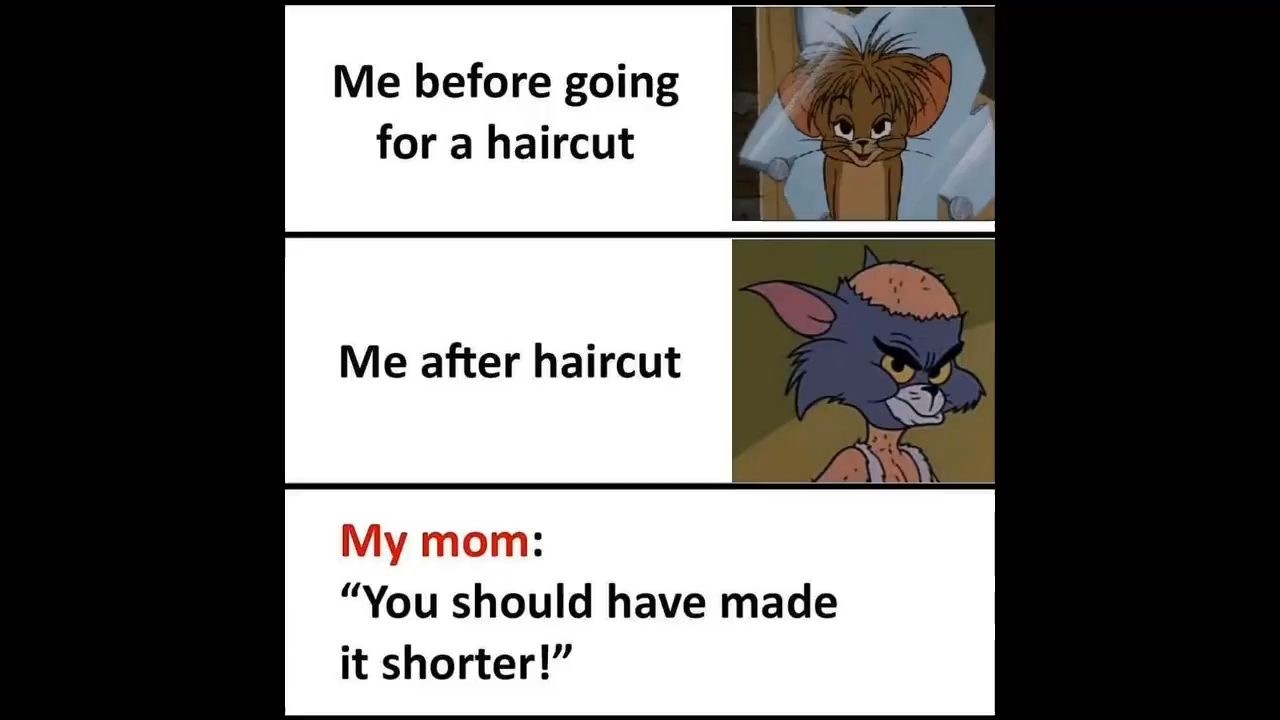 Me before going
for a haircut
Me after haircut
My mom:
“You should have made
it shorter!”